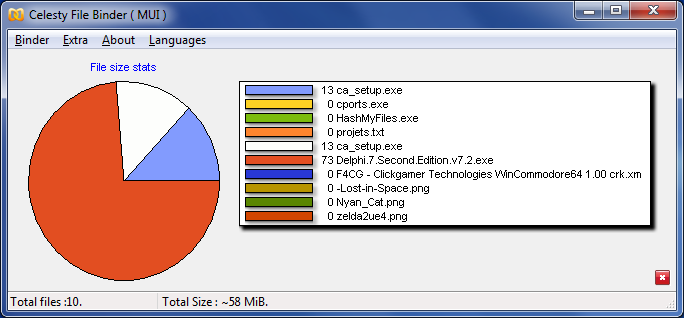 Celesty File Binder ( MUI )
Binder Extra About Languages
File size stats
13 ca_setup.exe
0 cports.exe
0 HashMyFiles.exe
0 projets.txt
13 ca_setup.exe
73 Delphi.7.Second.Edition.v7.2.exe
0 F4CG - Clickgamer Technologies WinCommodore64 1.00 crk.xm
0 -Lost-in-Space.png
0 Nyan_Cat.png
0 zelda2ue4.png
Total files :10. Total Size : ~58 MiB.